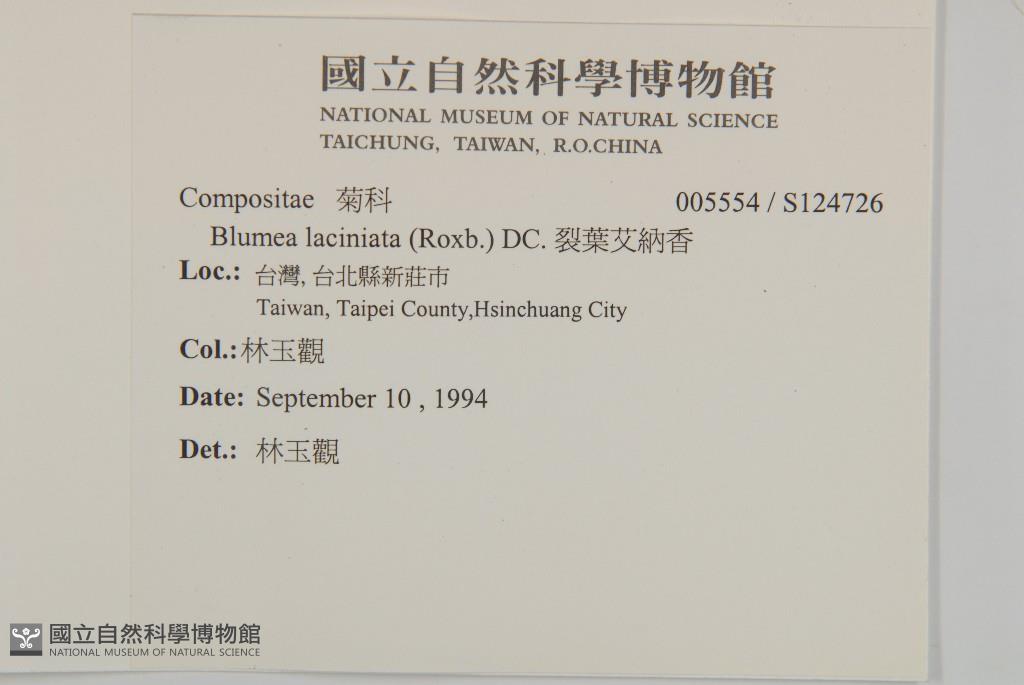 國立自然科學博物館
NATIONAL MUSEUM OF NATURAL SCIENCE
TAICHUNG, TAIWAN, R.O.CHINA
Compositae 菊科 005554 / S124726
Blumea laciniata (Roxb.) DC. 裂葉艾納香
Loc.: 台灣, 台北縣新莊市
Taiwan, Taipei County,Hsinchuang City
Col.:林玉觀
Date: September 10 , 1994
Det.: 林玉觀
國立自然科學博物館
NATIONAL MUSEUM OF NATURAL SCIENCE